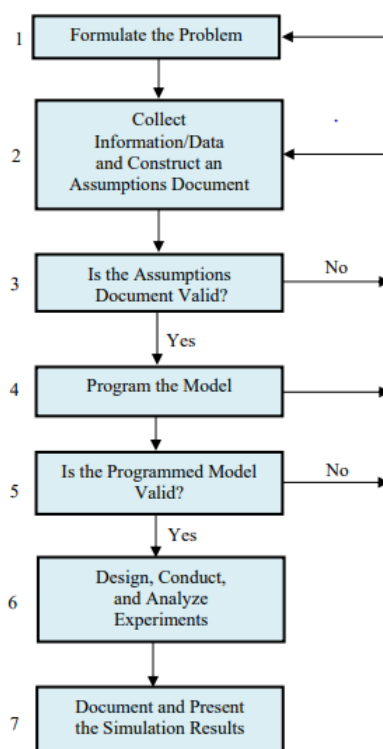 1
Formulate the Problem
2
Collect
Information/Data
and Construct an
Assumptions Document
3
Is the Assumptions
Document Valid?
No
Yes
4
Program the Model
5
Is the Programmed Model
Valid?
No
Yes
6
Design, Conduct,
and Analyze
Experiments
7
Document and Present
the Simulation Results